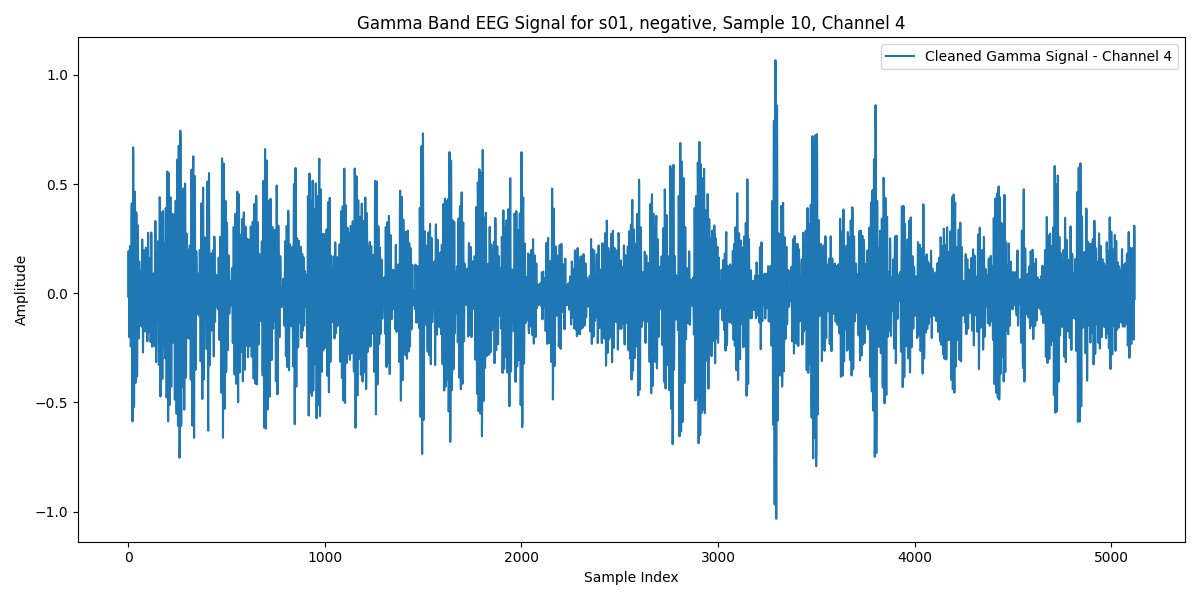 Gamma Band EEG Signal for s01, negative, Sample 10, Channel 4
Cleaned Gamma Signal - Channel 4
1.0
0.5
0.0
−0.5
−1.0
Amplitude
0 1000 2000 3000 4000 5000
Sample Index